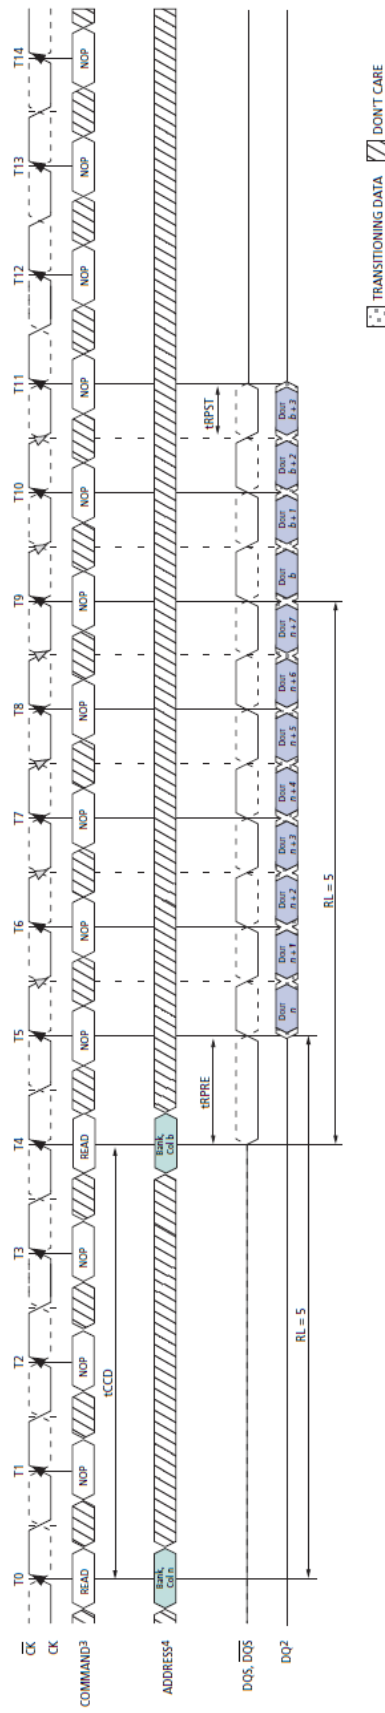 T0 T1 T2 T3 T4 T5 T6 T7 T8 T9 T10 T11 T12 T13 T14
CK
CK
COMMAND3 READ NOP NOP NOP READ NOP NOP NOP NOP NOP NOP NOP NOP NOP NOP
tCCD
ADDRESS4 Bank, Col n Bank, Col b
tRPRE tRPST
DQS, DQS
DQ2 DOUT n DOUT n+1 DOUT n+2 DOUT n+3 DOUT n+4 DOUT n+5 DOUT n+6 DOUT n+7 DOUT b DOUT b+1 DOUT b+2 DOUT b+3
RL = 5
RL = 5
TRANSITIONING DATA DON'T CARE